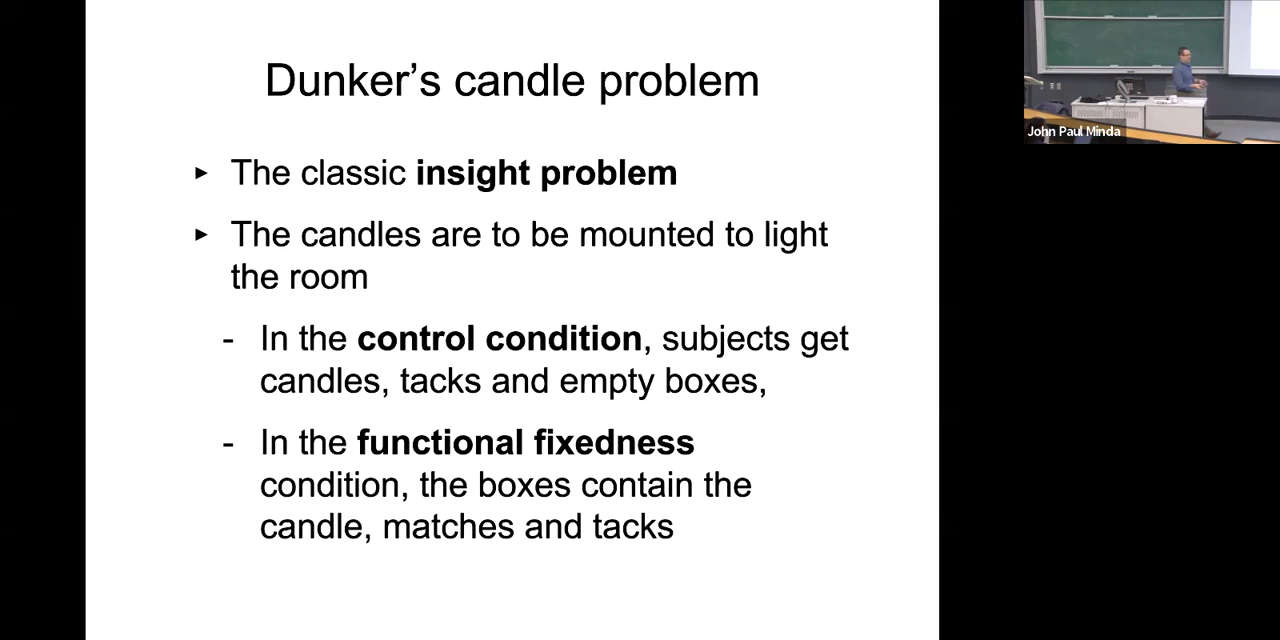 Dunker’s candle problem
▸ The classic insight problem
▸ The candles are to be mounted to light
the room
- In the control condition, subjects get
candles, tacks and empty boxes,
- In the functional fixedness
condition, the boxes contain the
candle, matches and tacks
John Paul Minda